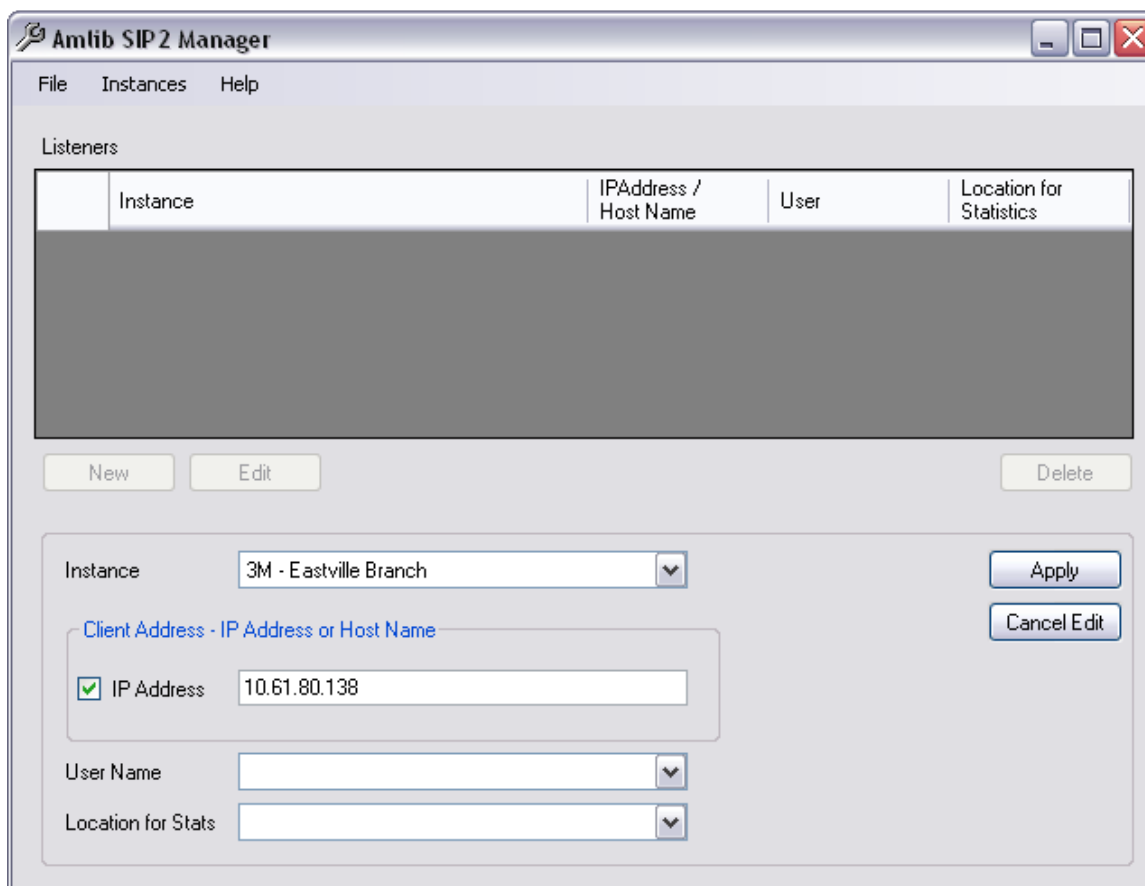 Amlib SIP2 Manager
File Instances Help
Listeners
Instance
IPAddress /
Host Name
User
Location for
Statistics
New Edit Delete
Instance 3M - Eastville Branch Apply
Cancel Edit
Client Address - IP Address or Host Name
IP Address 10.61.80.138
User Name
Location for Stats